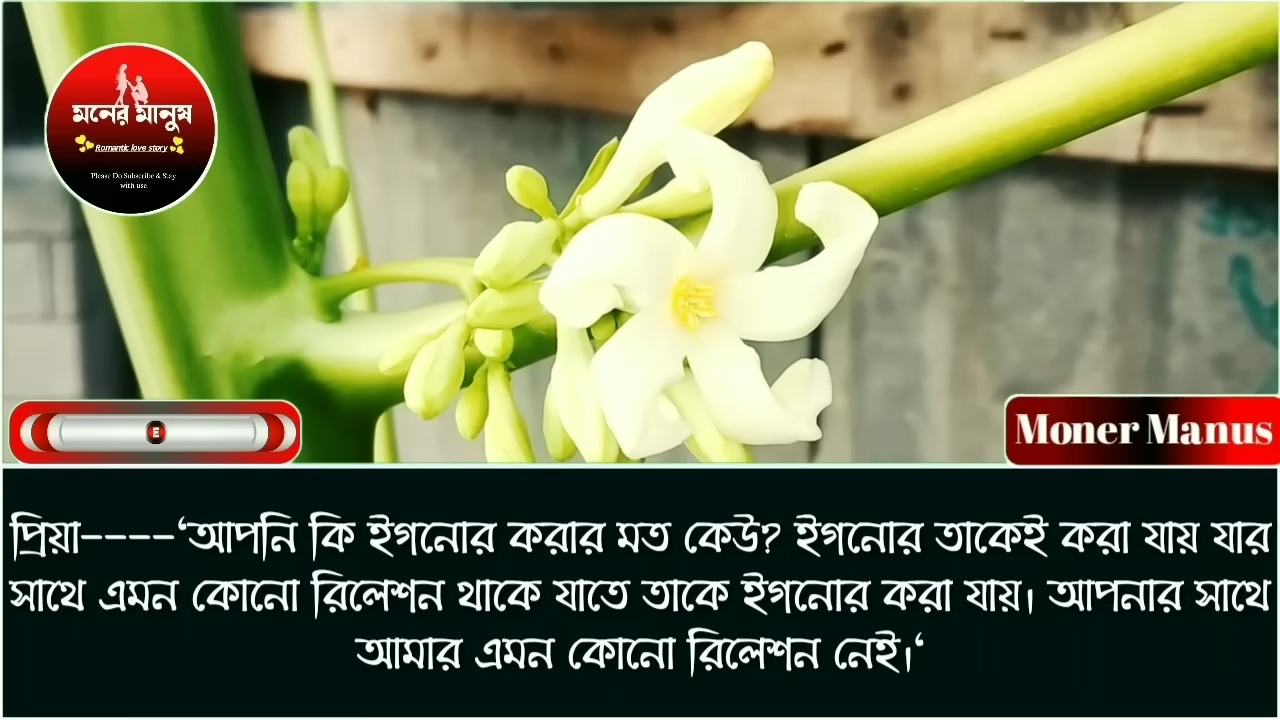 মনের মানুষ
Romantic love story
Please Do Subscribe & Stay
with use
E
Moner Manus
প্রিয়া----‘আপনি কি ইগনোর করার মত কেউ? ইগনোর তাকেই করা যায় যার
সাথে এমন কোনো রিলেশন থাকে যাতে তাকে ইগনোর করা যায়। আপনার সাথে
আমার এমন কোনো রিলেশন নেই।‘